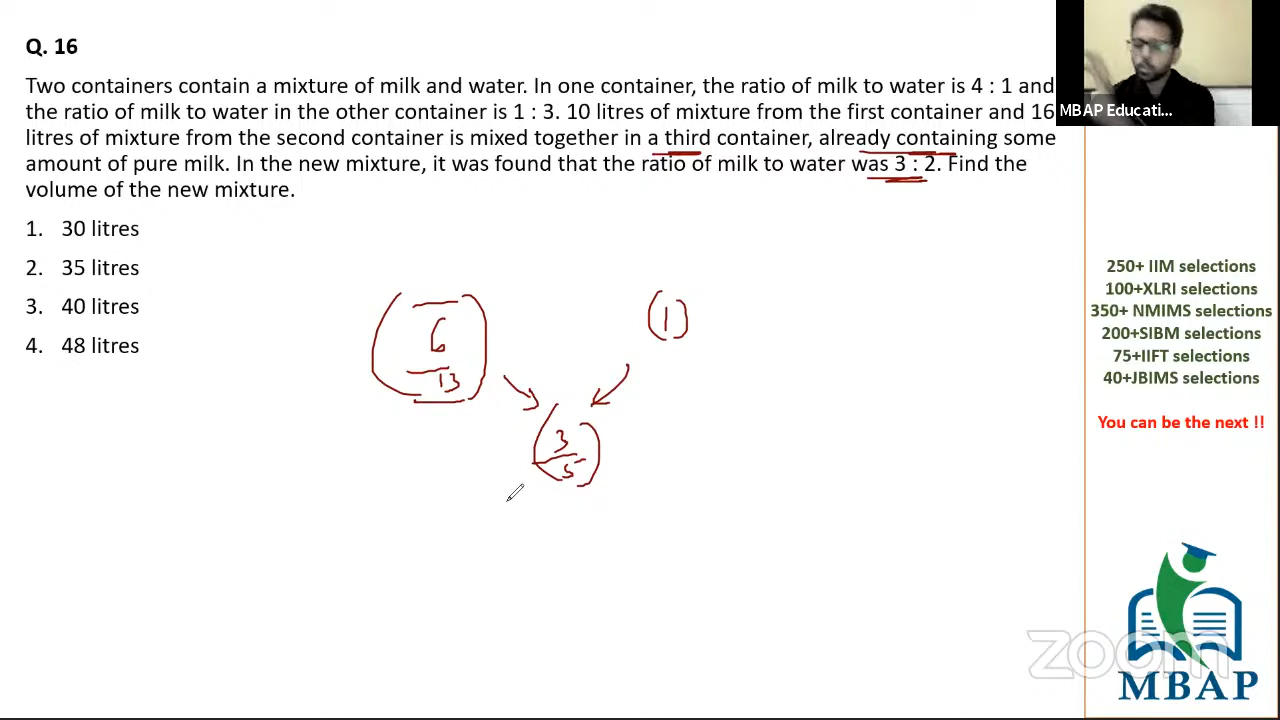 Q. 16
Two containers contain a mixture of milk and water. In one container, the ratio of milk to water is 4 : 1 and
the ratio of milk to water in the other container is 1 : 3. 10 litres of mixture from the first container and 16
litres of mixture from the second container is mixed together in a third container, already containing some
amount of pure milk. In the new mixture, it was found that the ratio of milk to water was 3 : 2. Find the
volume of the new mixture.
1. 30 litres
2. 35 litres
3. 40 litres
4. 48 litres
6
13
1
3
5
MBAP Educati...
250+ IIM selections
100+XLRI selections
350+ NMIMS selections
200+SIBM selections
75+IIFT selections
40+JBIMS selections
You can be the next !!
zoom
MBAP